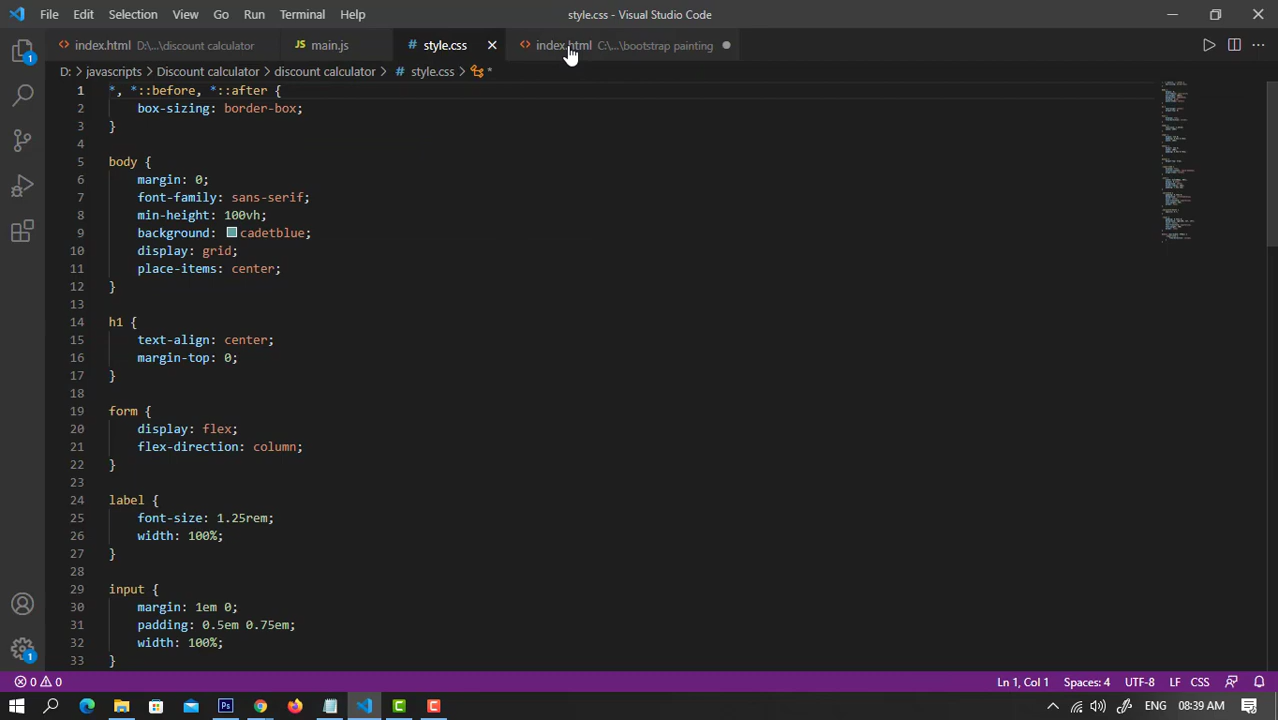 File Edit Selection View Go Run Terminal Help style.css - Visual Studio Code
index.html D:\...\discount calculator JS main.js # style.css index.html C:\...\bootstrap painting
D: > javascripts > Discount calculator > discount calculator > # style.css > *
1 *, *::before, *::after {
2 box-sizing: border-box;
3 }
4
5 body {
6 margin: 0;
7 font-family: sans-serif;
8 min-height: 100vh;
9 background: cadetblue;
10 display: grid;
11 place-items: center;
12 }
13
14 h1 {
15 text-align: center;
16 margin-top: 0;
17 }
18
19 form {
20 display: flex;
21 flex-direction: column;
22 }
23
24 label {
25 font-size: 1.25rem;
26 width: 100%;
27 }
28
29 input {
30 margin: 1em 0;
31 padding: 0.5em 0.75em;
32 width: 100%;
33 }
1
1
0 0 Ln 1, Col 1 Spaces: 4 UTF-8 LF CSS
Ps C C ENG 08:39 AM